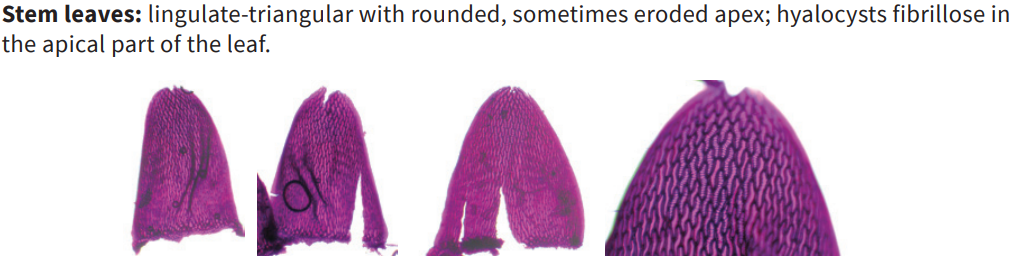 Stem leaves: lingulate-triangular with rounded, sometimes eroded apex; hyalocysts fibrillose in
the apical part of the leaf.